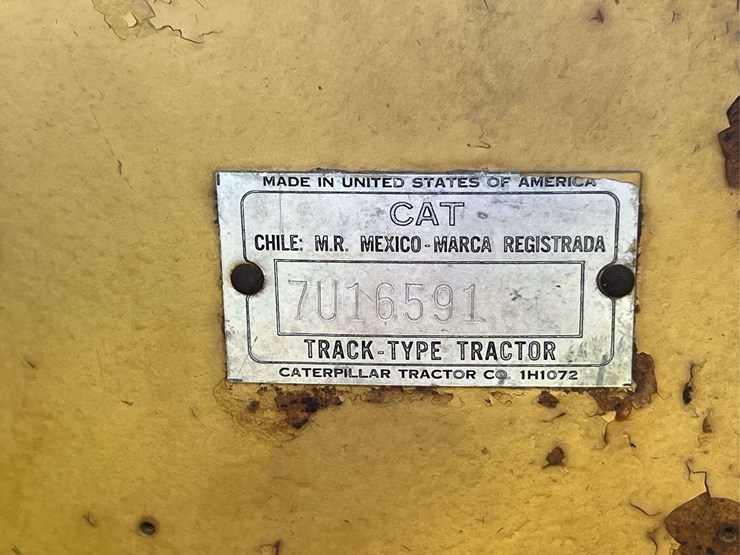 MADE IN UNITED STATES OF AMERICA
CAT
CHILE: M.R. MEXICO-MARCA REGISTRADA
7U16591
TRACK-TYPE TRACTOR
CATERPILLAR TRACTOR CO. 1H1072